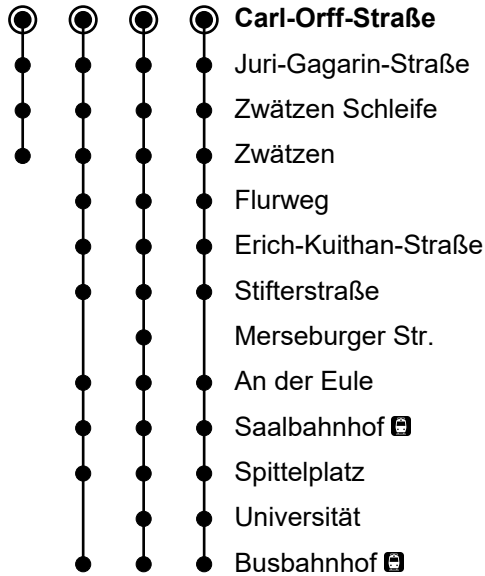 Carl-Orff-Straße
Juri-Gagarin-Straße
Zwätzen Schleife
Zwätzen
Flurweg
Erich-Kuithan-Straße
Stifterstraße
Merseburger Str.
An der Eule
Saalbahnhof
Spittelplatz
Universität
Busbahnhof